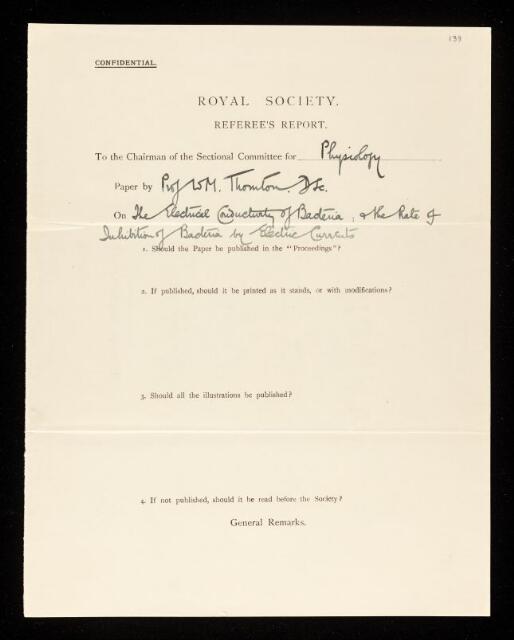 139
CONFIDENTIAL.
ROYAL SOCIETY.
REFEREE'S REPORT.
To the Chairman of the Sectional Committee for Physiology
Paper by Prof W M. Thornton. DSc.
On The Electrical Conductivity of Bacteria, & the Rate of
Inhibition of Bacteria by Electric Currents
1. Should the Paper be published in the "Proceedings"?
2. If published, should it be printed as it stands, or with modifications?
3. Should all the illustrations be published?
4. If not published, should it be read before the Society?
General Remarks.